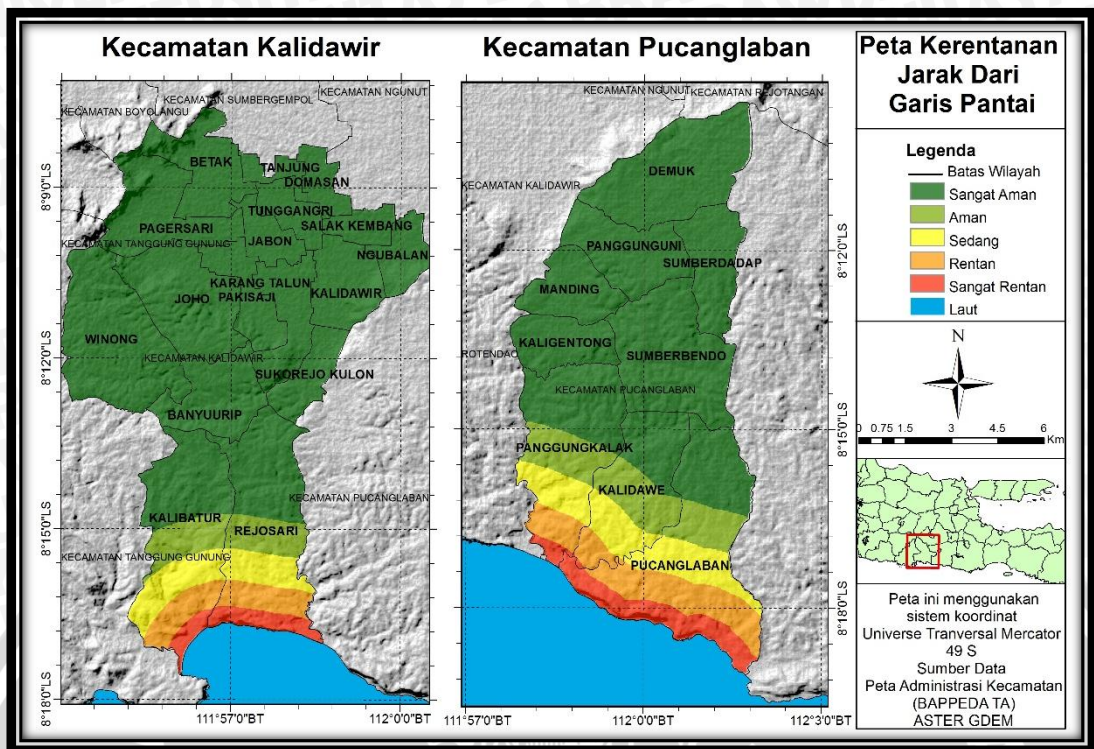 Kecamatan Kalidawir
KECAMATAN NGUNUT
KECAMATAN SUMBERGEMPOL
KECAMATAN BOYOLANGU
BETAK
TANJUNG
DOMASAN
TUNGGANGRI
SALAK KEMBANG
PAGERSARI
JABON
KECAMATAN TANGGUNG GUNUNG
NGUBALAN
KARANG TALUN
JOHO
PAKISAJI
KALIDAWIR
WINONG
KECAMATAN KALIDAWIR
SUKOREJO KULON
BANYUURIP
KECAMATAN PUCANGLABAN
KALIBATUR
REJOSARI
KECAMATAN TANGGUNG GUNUNG
8°9'0"LS
8°12'0"LS
8°15'0"LS
8°18'0"LS
111°57'0"BT
112°0'0"BT
Kecamatan Pucanglaban
KECAMATAN NGUNUT
KECAMATAN REJOTANGAN
DEMUK
KECAMATAN KALIDAWIR
PANGGUNGUNI
SUMBERDADAP
MANDING
KALIGENTONG
ROTENDAO
SUMBERBENDO
KECAMATAN PUCANGLABAN
PANGGUNGKALAK
KALIDAWE
PUCANGLABAN
8°12'0"LS
8°15'0"LS
8°18'0"LS
111°57'0"BT
112°0'0"BT
112°3'0"BT
Peta Kerentanan
Jarak Dari
Garis Pantai
Legenda
Batas Wilayah
Sangat Aman
Aman
Sedang
Rentan
Sangat Rentan
Laut
N
0 0.75 1.5 3 4.5 6
Km
Peta ini menggunakan
sistem koordinat
Universe Tranversal Mercator
49 S
Sumber Data
Peta Administrasi Kecamatan
(BAPPEDA TA)
ASTER GDEM